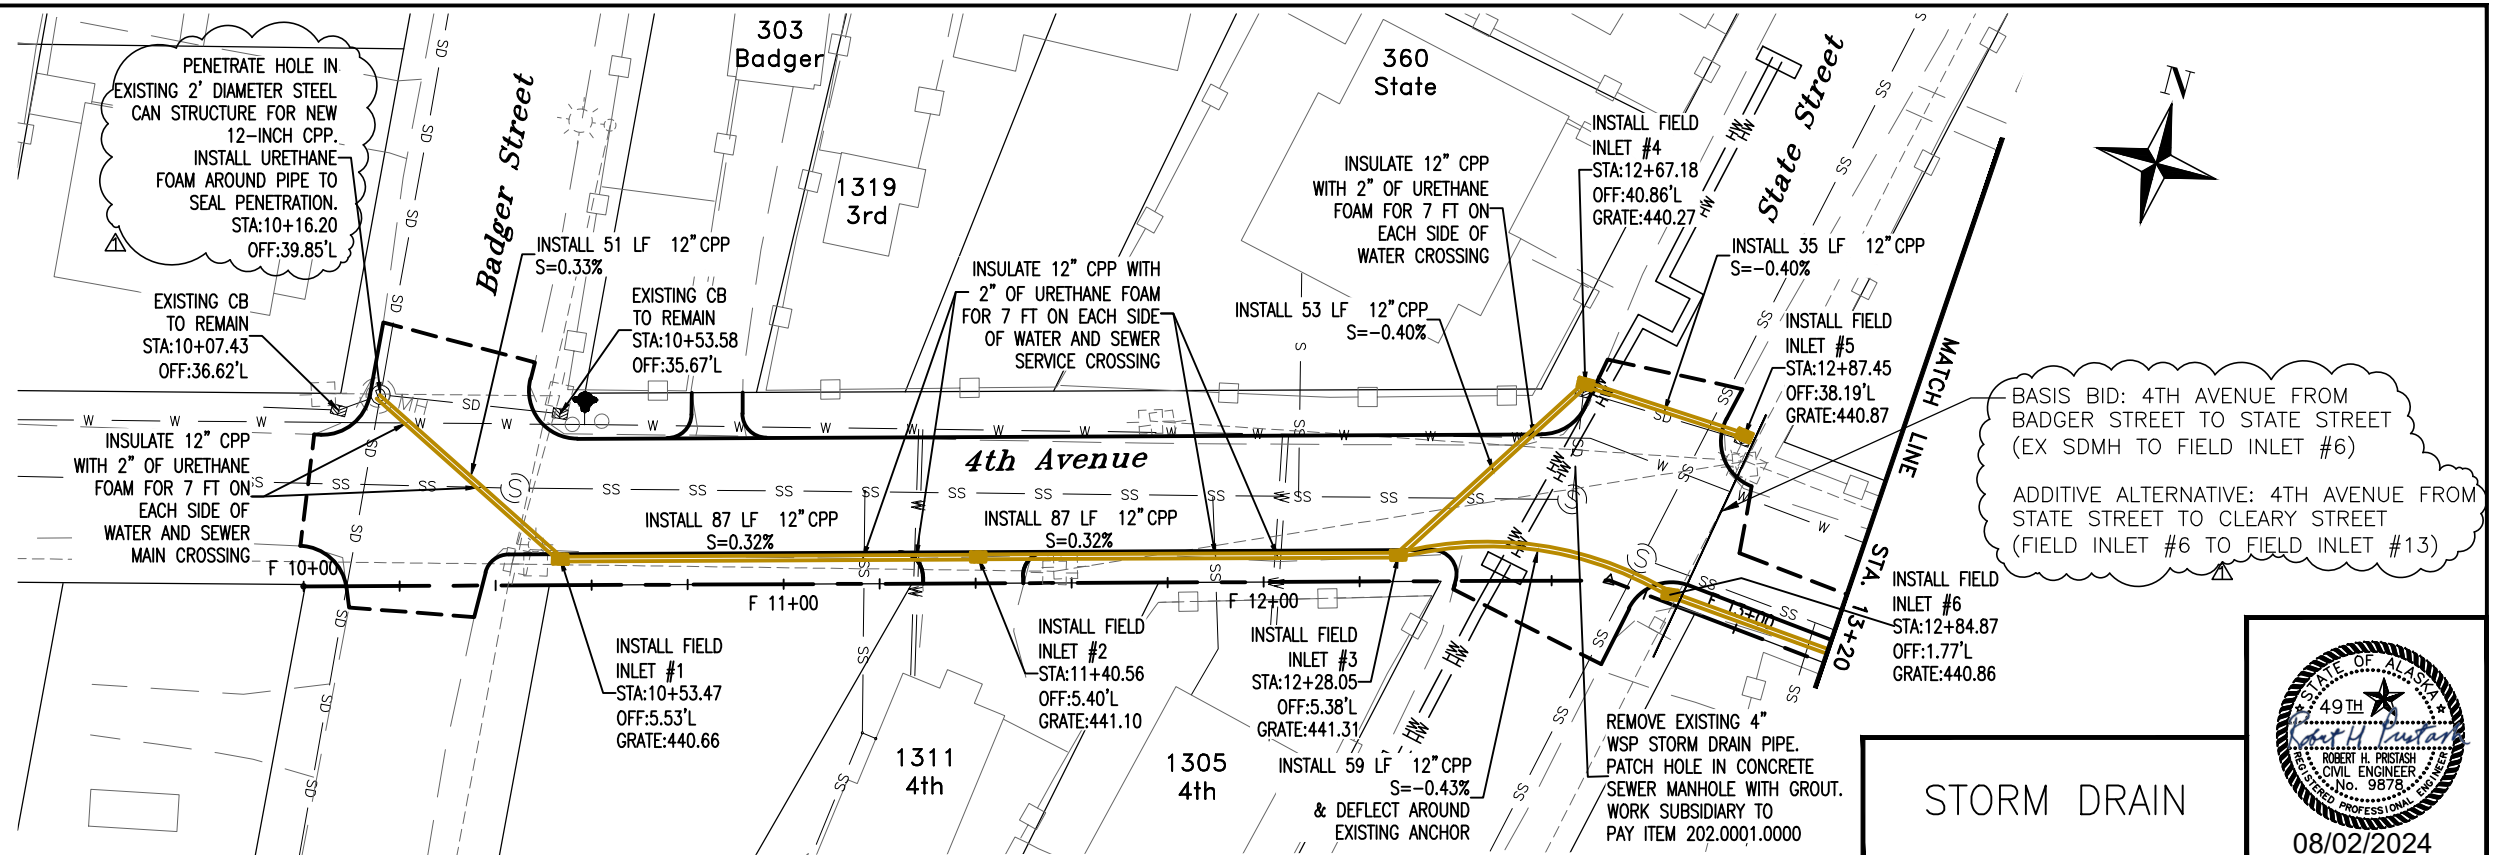 PENETRATE HOLE IN
EXISTING 2' DIAMETER STEEL
CAN STRUCTURE FOR NEW
12-INCH CPP.
INSTALL URETHANE
FOAM AROUND PIPE TO
SEAL PENETRATION.
STA:10+16.20
OFF:39.85'L
1
EXISTING CB
TO REMAIN
STA:10+07.43
OFF:36.62'L
INSULATE 12" CPP
WITH 2" OF URETHANE
FOAM FOR 7 FT ON
EACH SIDE OF
WATER AND SEWER
MAIN CROSSING
Badger Street
INSTALL 51 LF 12"CPP
S=0.33%
EXISTING CB
TO REMAIN
STA:10+53.58
OFF:35.67'L
303
Badger
1319
3rd
INSULATE 12" CPP WITH
2" OF URETHANE FOAM
FOR 7 FT ON EACH SIDE
OF WATER AND SEWER
SERVICE CROSSING
360
State
INSULATE 12" CPP
WITH 2" OF URETHANE
FOAM FOR 7 FT ON
EACH SIDE OF
WATER CROSSING
INSTALL 53 LF 12"CPP
S=-0.40%
INSTALL FIELD
INLET #4
STA:12+67.18
OFF:40.86'L
GRATE:440.27
State Street
INSTALL 35 LF 12"CPP
S=-0.40%
INSTALL FIELD
INLET #5
STA:12+87.45
OFF:38.19'L
GRATE:440.87
N
MATCH LINE STA. 13+20
BASIS BID: 4TH AVENUE FROM
BADGER STREET TO STATE STREET
(EX SDMH TO FIELD INLET #6)
ADDITIVE ALTERNATIVE: 4TH AVENUE FROM
STATE STREET TO CLEARY STREET
(FIELD INLET #6 TO FIELD INLET #13)
1
4th Avenue
INSTALL 87 LF 12"CPP
S=0.32%
INSTALL 87 LF 12"CPP
S=0.32%
MH
SD
W
SS
HW
S
F 10+00
F 11+00
F 12+00
F 13+00
INSTALL FIELD
INLET #1
STA:10+53.47
OFF:5.53'L
GRATE:440.66
INSTALL FIELD
INLET #2
STA:11+40.56
OFF:5.40'L
GRATE:441.10
INSTALL FIELD
INLET #3
STA:12+28.05
OFF:5.38'L
GRATE:441.31
INSTALL FIELD
INLET #6
STA:12+84.87
OFF:1.77'L
GRATE:440.86
1311
4th
1305
4th
INSTALL 59 LF 12"CPP
S=-0.43%
& DEFLECT AROUND
EXISTING ANCHOR
REMOVE EXISTING 4"
WSP STORM DRAIN PIPE.
PATCH HOLE IN CONCRETE
SEWER MANHOLE WITH GROUT.
WORK SUBSIDIARY TO
PAY ITEM 202.0001.0000
STORM DRAIN
STATE OF ALASKA
49TH
Robert H Pristash
ROBERT H. PRISTASH
CIVIL ENGINEER
No. 9878
REGISTERED PROFESSIONAL ENGINEER
08/02/2024